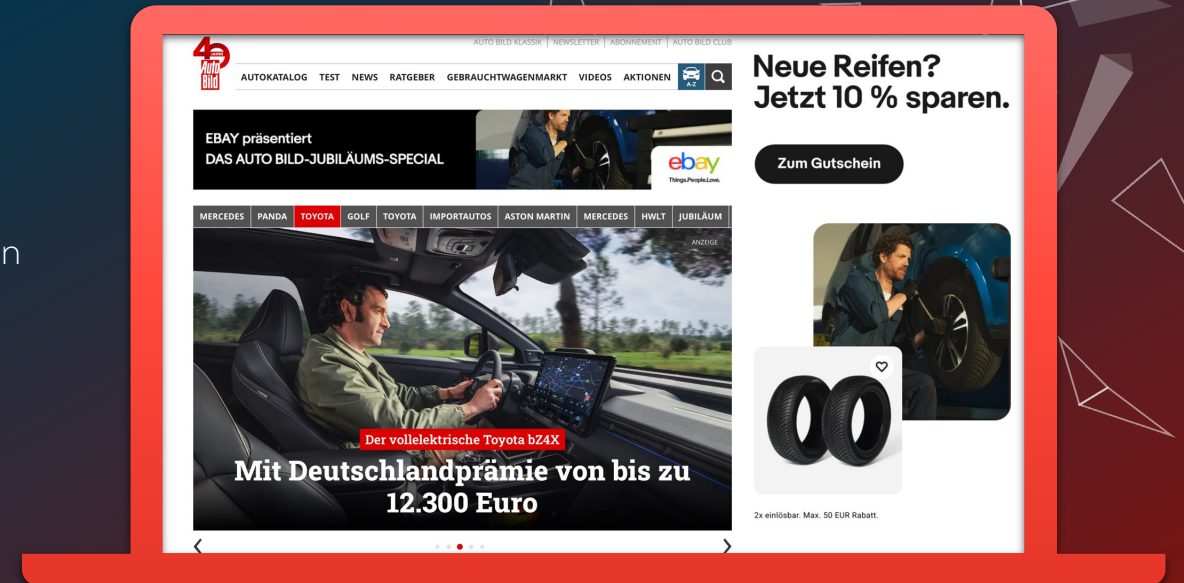 n
40
JAHRE
Auto
Bild
AUTO BILD KLASSIK | NEWSLETTER | ABONNEMENT | AUTO BILD CLUB
AUTOKATALOG TEST NEWS RATGEBER GEBRAUCHTWAGENMARKT VIDEOS AKTIONEN
A-Z
EBAY präsentiert
DAS AUTO BILD-JUBILÄUMS-SPECIAL
ebay
Things.People.Love.
MERCEDES PANDA TOYOTA GOLF TOYOTA IMPORTAUTOS ASTON MARTIN MERCEDES HWLT JUBILÄUM
ANZEIGE
Der vollelektrische Toyota bZ4X
Mit Deutschlandprämie von bis zu
12.300 Euro
Neue Reifen?
Jetzt 10 % sparen.
Zum Gutschein
2x einlösbar. Max. 50 EUR Rabatt.